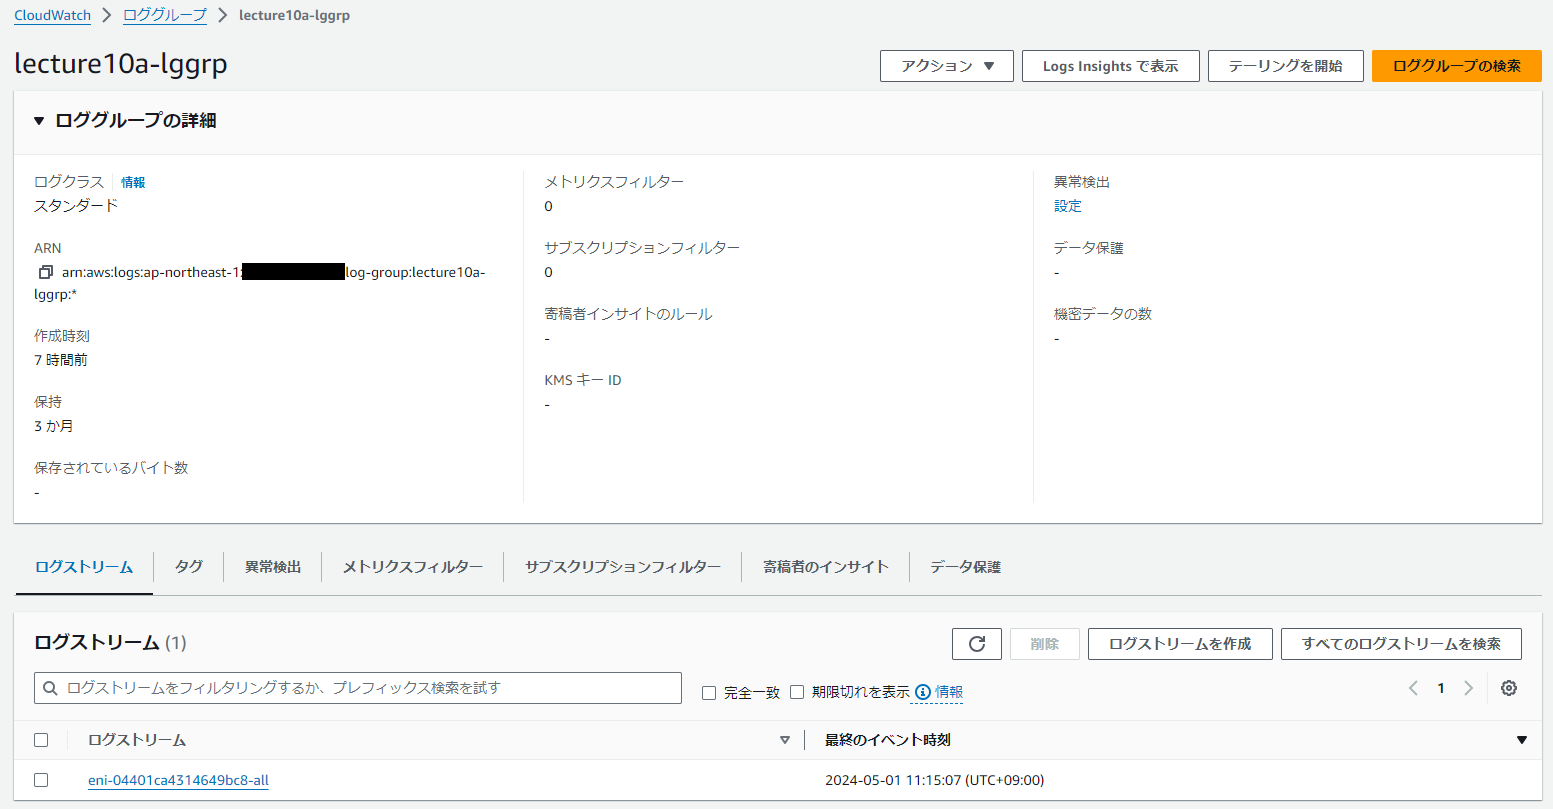 CloudWatch > ロググループ > lecture10a-lggrp
lecture10a-lggrp
アクション ▼ Logs Insights で表示 テーリングを開始 ロググループの検索
▼ ロググループの詳細
ログクラス 情報
スタンダード
ARN
arn:aws:logs:ap-northeast-1: log-group:lecture10a-
lggrp:*
作成時刻
7 時間前
保持
3 か月
保存されているバイト数
-
メトリクスフィルター
0
サブスクリプションフィルター
0
寄稿者インサイトのルール
-
KMS キー ID
-
異常検出
設定
データ保護
-
機密データの数
-
ログストリーム タグ 異常検出 メトリクスフィルター サブスクリプションフィルター 寄稿者のインサイト データ保護
ログストリーム (1)
削除 ログストリームを作成 すべてのログストリームを検索
ログストリームをフィルタリングするか、プレフィックス検索を試す 完全一致 期限切れを表示 情報 1
ログストリーム 最終のイベント時刻
eni-04401ca4314649bc8-all 2024-05-01 11:15:07 (UTC+09:00)